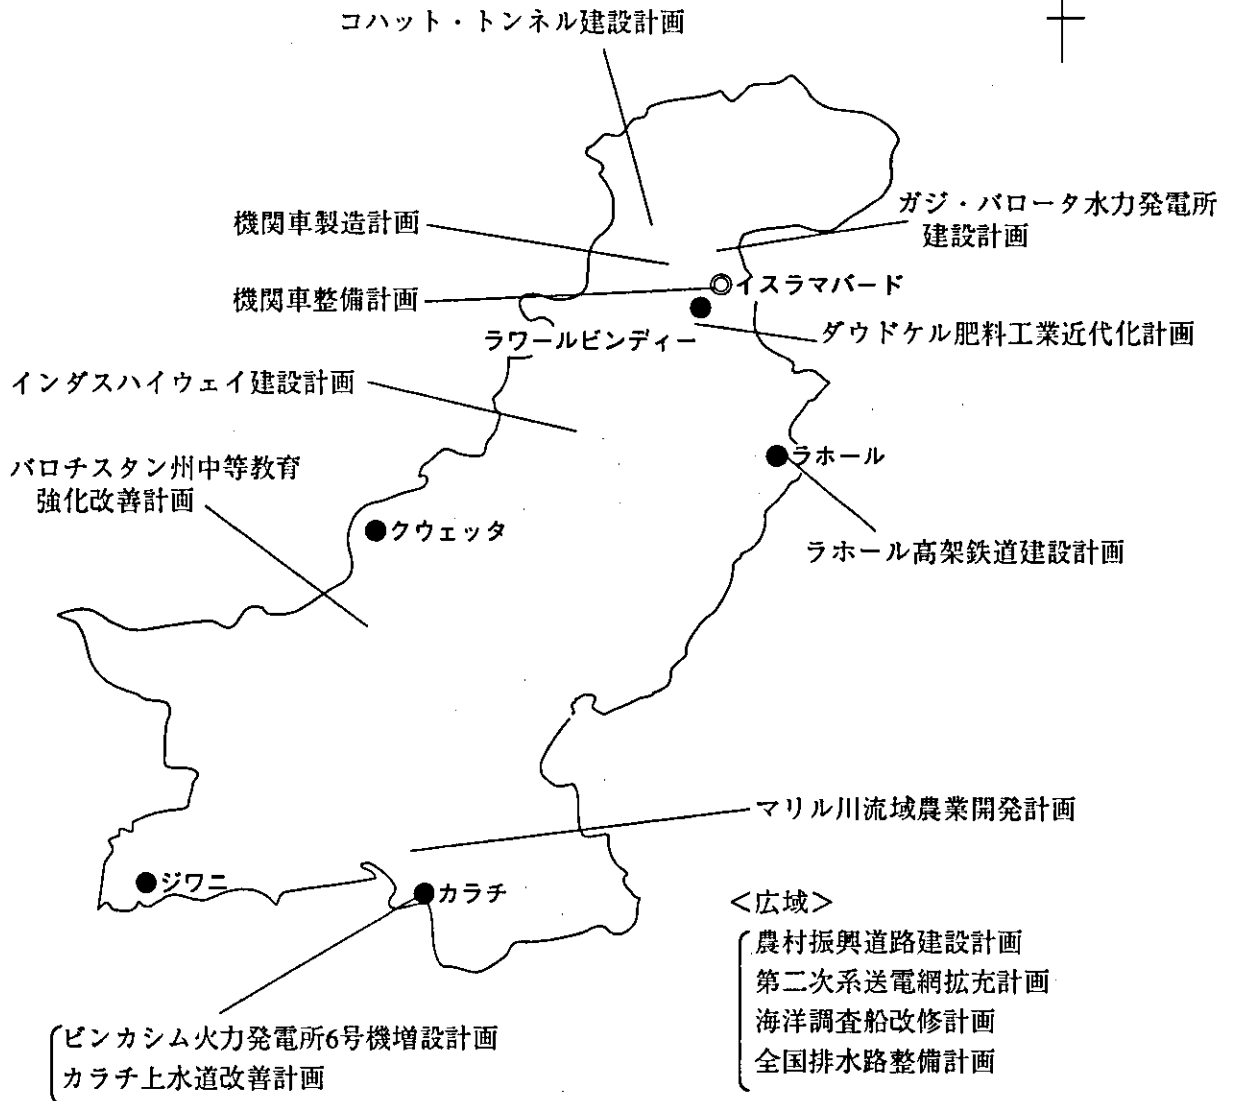 コハット・トンネル建設計画
機関車製造計画
ガジ・バロータ水力発電所
建設計画
機関車整備計画
イスラマバード
ラワールピンディー
ダウドケル肥料工業近代化計画
インダスハイウェイ建設計画
バロチスタン州中等教育
強化改善計画
ラホール
クウェッタ
ラホール高架鉄道建設計画
マリル川流域農業開発計画
ジワニ
カラチ
＜広域＞
農村振興道路建設計画
第二次系送電網拡充計画
海洋調査船改修計画
全国排水路整備計画
ビンカシム火力発電所6号機増設計画
カラチ上水道改善計画